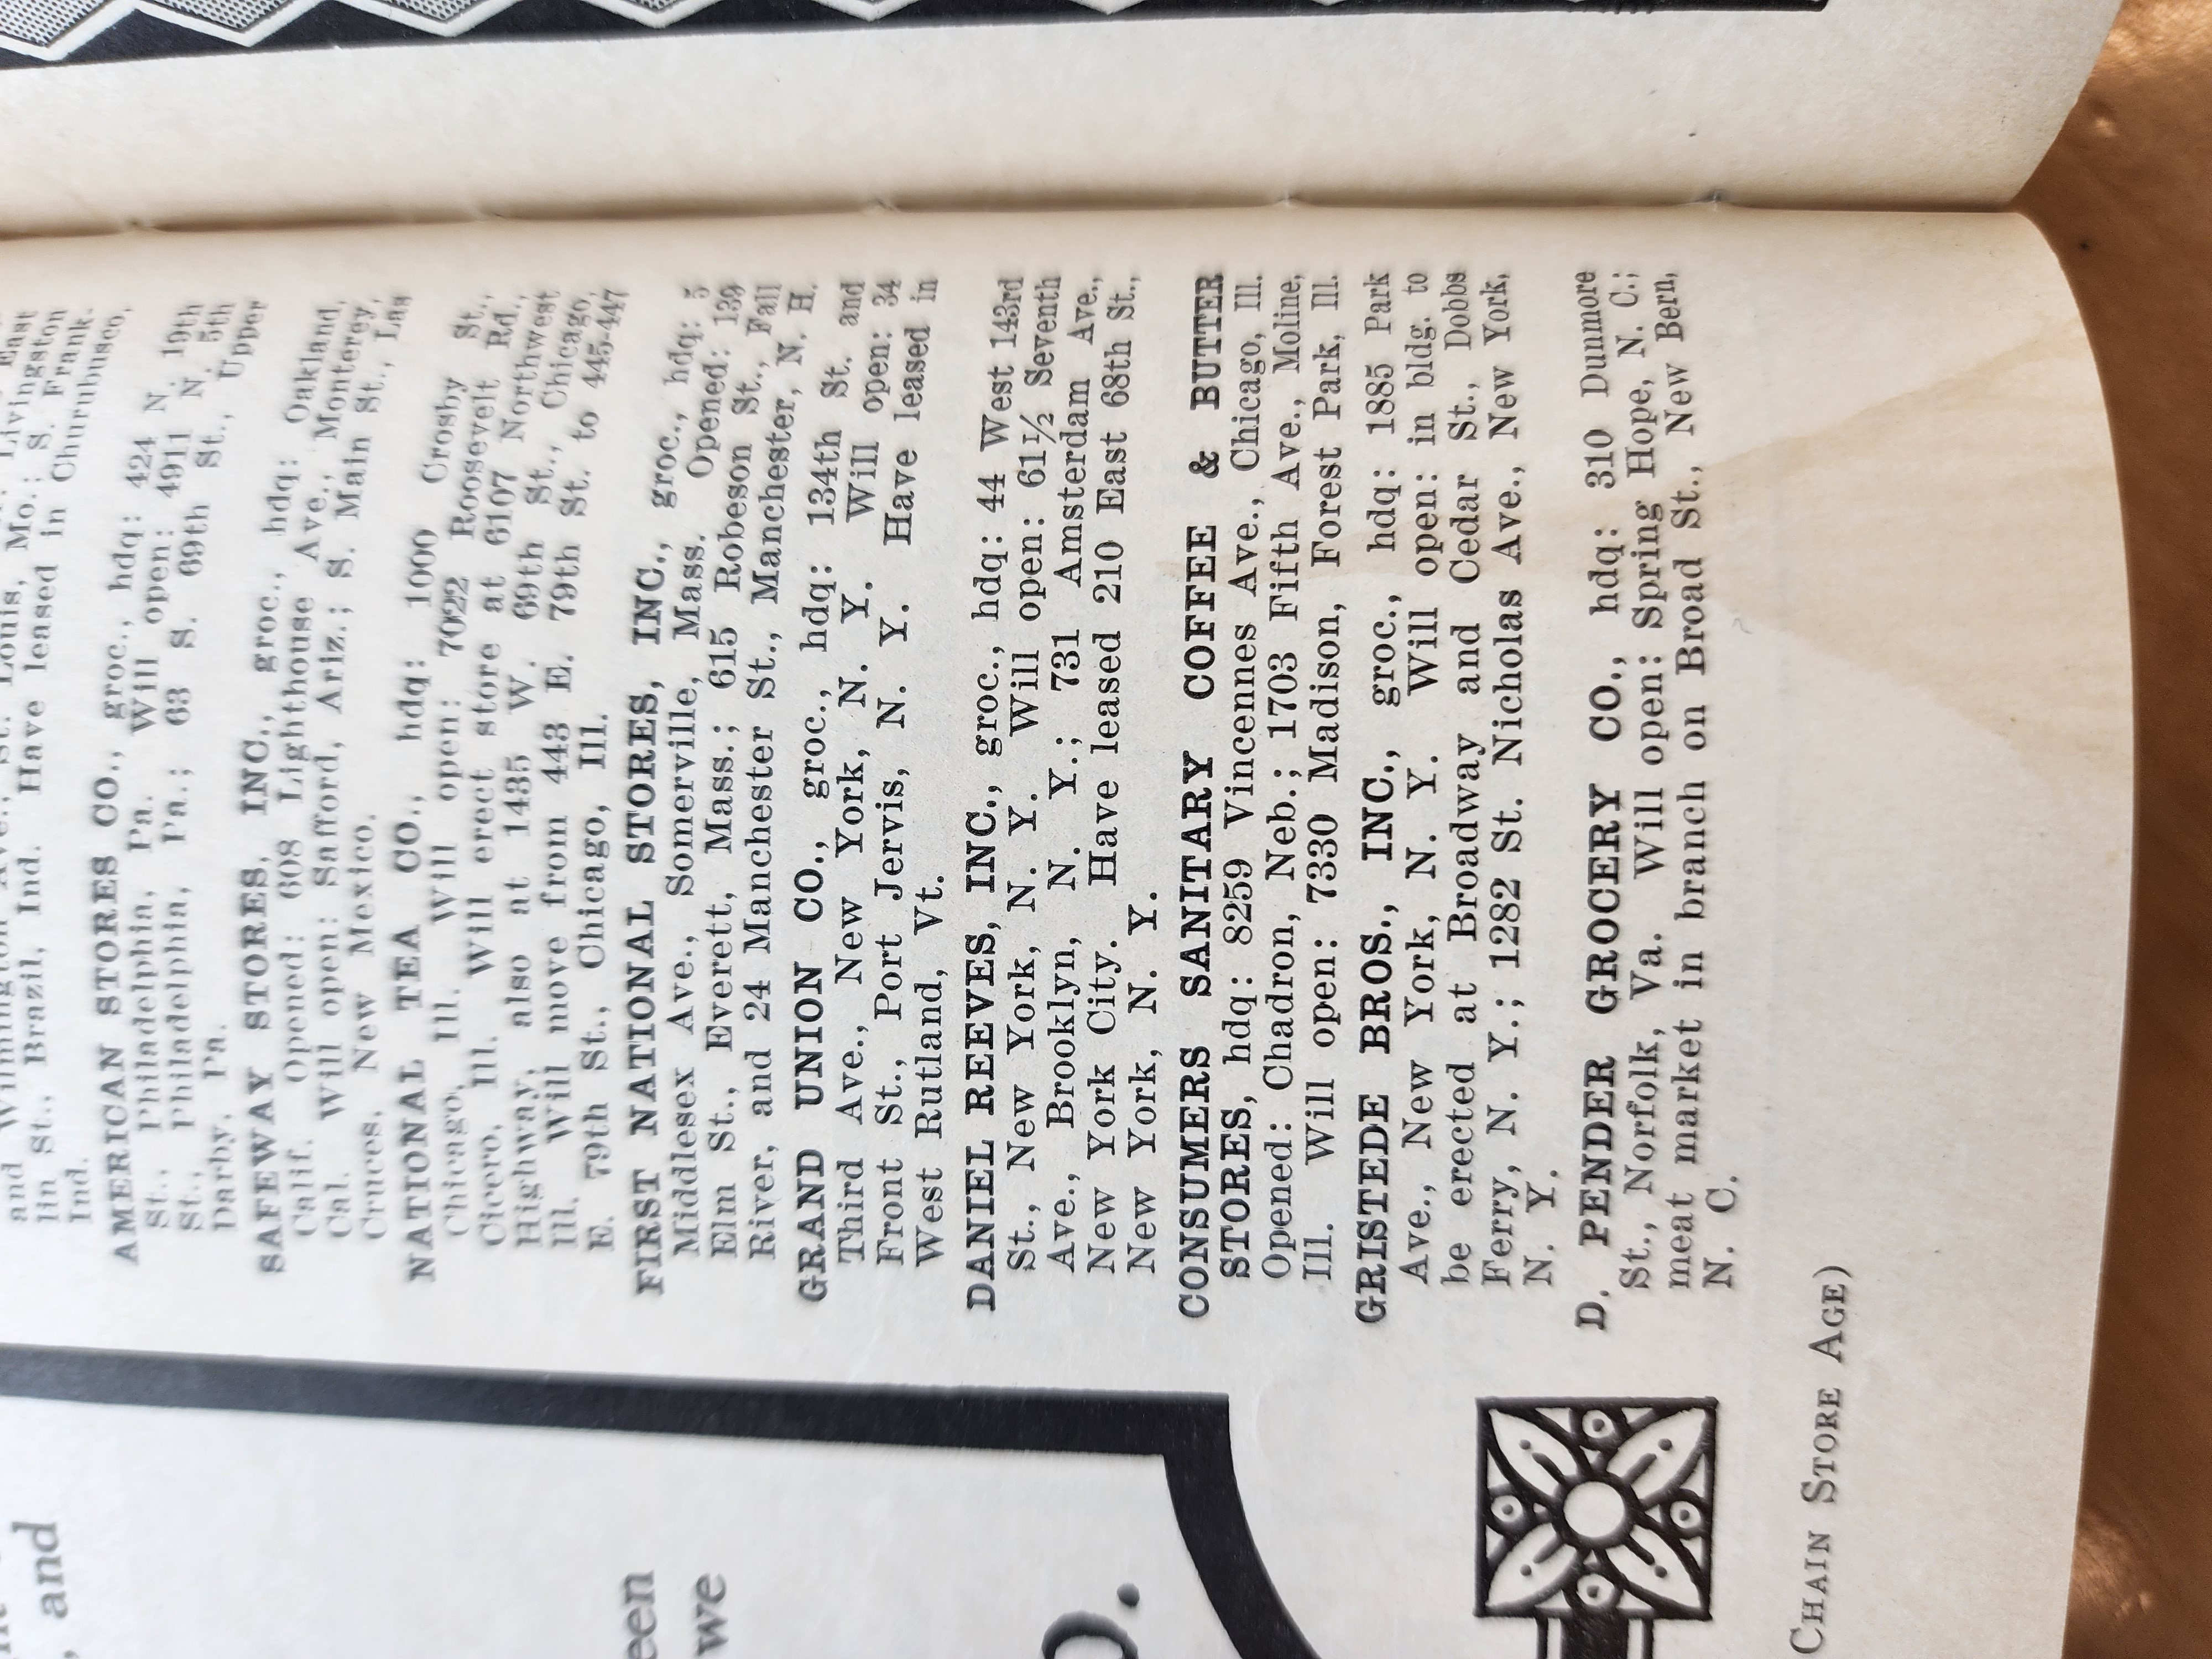 East
and Wilmington Ave., St. Louis, Mo.; Livingston
lin St., Brazil, Ind. Have leased in Churubusco,
Ind.
AMERICAN STORES CO., groc., hdq: 424 N. 19th
St., Philadelphia, Pa. Will open: 4911 N. 5th
St., Philadelphia, Pa.; 63 S. 69th St., Upper
Darby, Pa.
SAFEWAY STORES, INC., groc., hdq: Oakland,
Calif. Opened: 608 Lighthouse Ave., Monterey,
Cal. Will open: Safford, Ariz.; S. Main St., Las
Cruces, New Mexico.
NATIONAL TEA CO., hdq: 1000 Crosby St.,
Chicago, Ill. Will open: 7022 Roosevelt Rd.,
Cicero, Ill. Will erect store at 6107 Northwest
Highway, also at 1435 W. 69th St., Chicago,
Ill. Will move from 443 E. 79th St. to 445-447
E. 79th St., Chicago, Ill.
FIRST NATIONAL STORES, INC., groc., hdq: 5
Middlesex Ave., Somerville, Mass. Opened: 139
Elm St., Everett, Mass.; 615 Robeson St., Fall
River, and 24 Manchester St., Manchester, N. H.
GRAND UNION CO., groc., hdq: 134th St. and
Third Ave., New York, N. Y. Will open: 34
Front St., Port Jervis, N. Y. Have leased in
West Rutland, Vt.
DANIEL REEVES, INC., groc., hdq: 44 West 143rd
St., New York, N. Y. Will open: 61½ Seventh
Ave., Brooklyn, N. Y.; 731 Amsterdam Ave.,
New York City. Have leased 210 East 68th St.,
New York, N. Y.
CONSUMERS SANITARY COFFEE & BUTTER
STORES, hdq: 8259 Vincennes Ave., Chicago, Ill.
Opened: Chadron, Neb.; 1703 Fifth Ave., Moline,
Ill. Will open: 7330 Madison, Forest Park, Ill.
GRISTEDE BROS., INC., groc., hdq: 1885 Park
Ave., New York, N. Y. Will open: in bldg. to
be erected at Broadway and Cedar St., Dobbs
Ferry, N. Y.; 1282 St. Nicholas Ave., New York,
N. Y.
D. PENDER GROCERY CO., hdq: 310 Dunmore
St., Norfolk, Va. Will open: Spring Hope, N. C.;
meat market in branch on Broad St., New Bern,
N. C.
, and
een
we
o.
CHAIN STORE AGE)